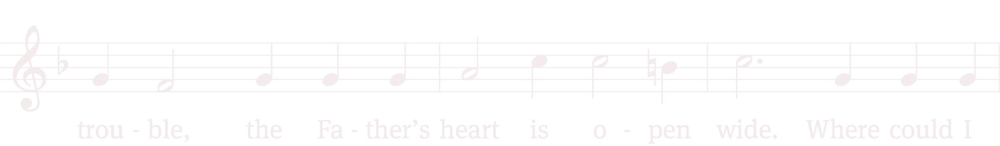 trou - ble, the Fa - ther’s heart is o - pen wide. Where could I